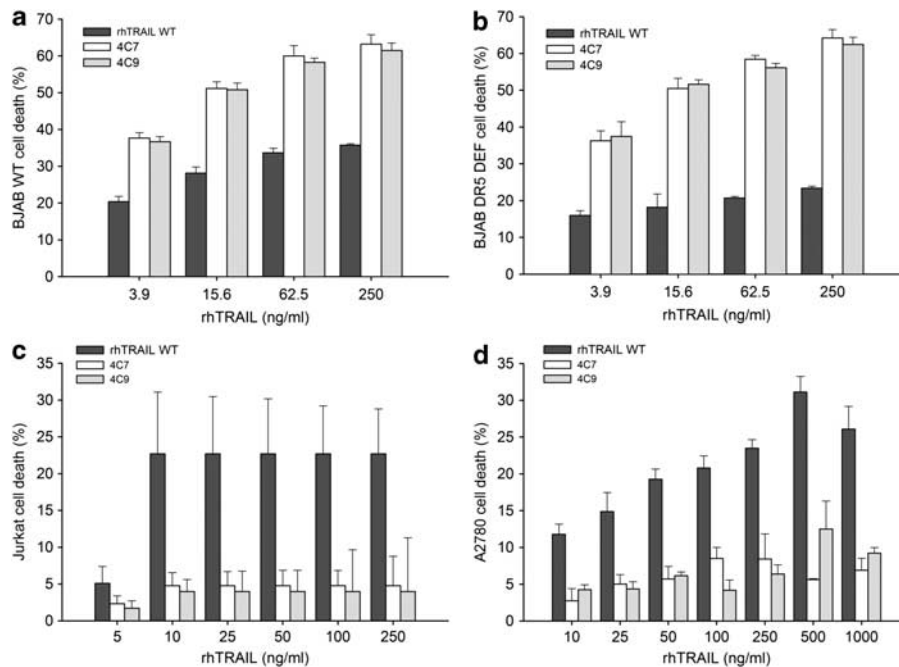 a
rhTRAIL WT
4C7
4C9
BJAB WT cell death (%)
70
60
50
40
30
20
10
0
3.9 15.6 62.5 250
rhTRAIL (ng/ml)
b
rhTRAIL WT
4C7
4C9
BJAB DR5 DEF cell death (%)
70
60
50
40
30
20
10
0
3.9 15.6 62.5 250
rhTRAIL (ng/ml)
c
rhTRAIL WT
4C7
4C9
Jurkat cell death (%)
35
30
25
20
15
10
5
0
5 10 25 50 100 250
rhTRAIL (ng/ml)
d
rhTRAIL WT
4C7
4C9
A2780 cell death (%)
35
30
25
20
15
10
5
0
10 25 50 100 250 500 1000
rhTRAIL (ng/ml)